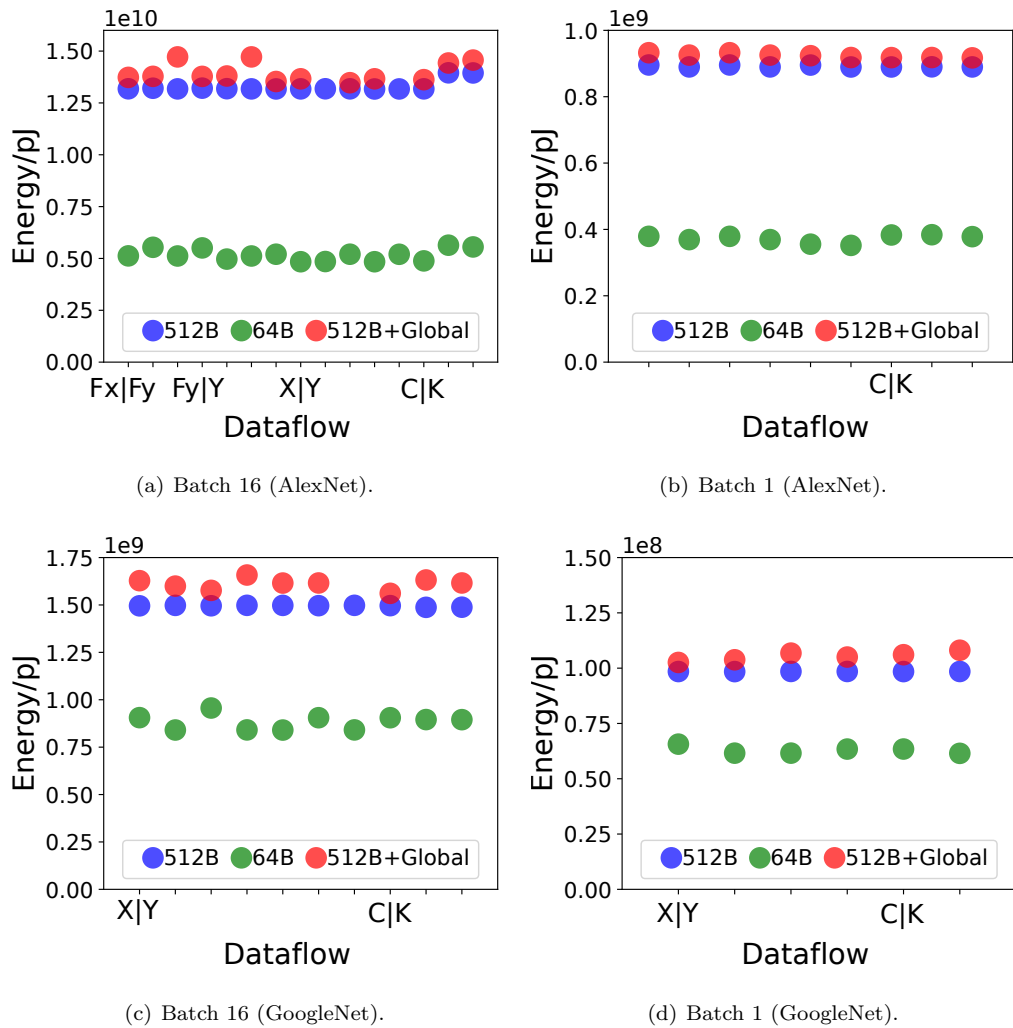 1e10
1.50
1.25
1.00
0.75
0.50
0.25
0.00
Energy/pJ
512B 64B 512B+Global
Fx|Fy Fy|Y X|Y C|K
Dataflow
(a) Batch 16 (AlexNet).
1e9
1.0
0.8
0.6
0.4
0.2
0.0
Energy/pJ
512B 64B 512B+Global
C|K
Dataflow
(b) Batch 1 (AlexNet).
1e9
1.75
1.50
1.25
1.00
0.75
0.50
0.25
0.00
Energy/pJ
512B 64B 512B+Global
X|Y C|K
Dataflow
(c) Batch 16 (GoogleNet).
1e8
1.50
1.25
1.00
0.75
0.50
0.25
0.00
Energy/pJ
512B 64B 512B+Global
X|Y C|K
Dataflow
(d) Batch 1 (GoogleNet).